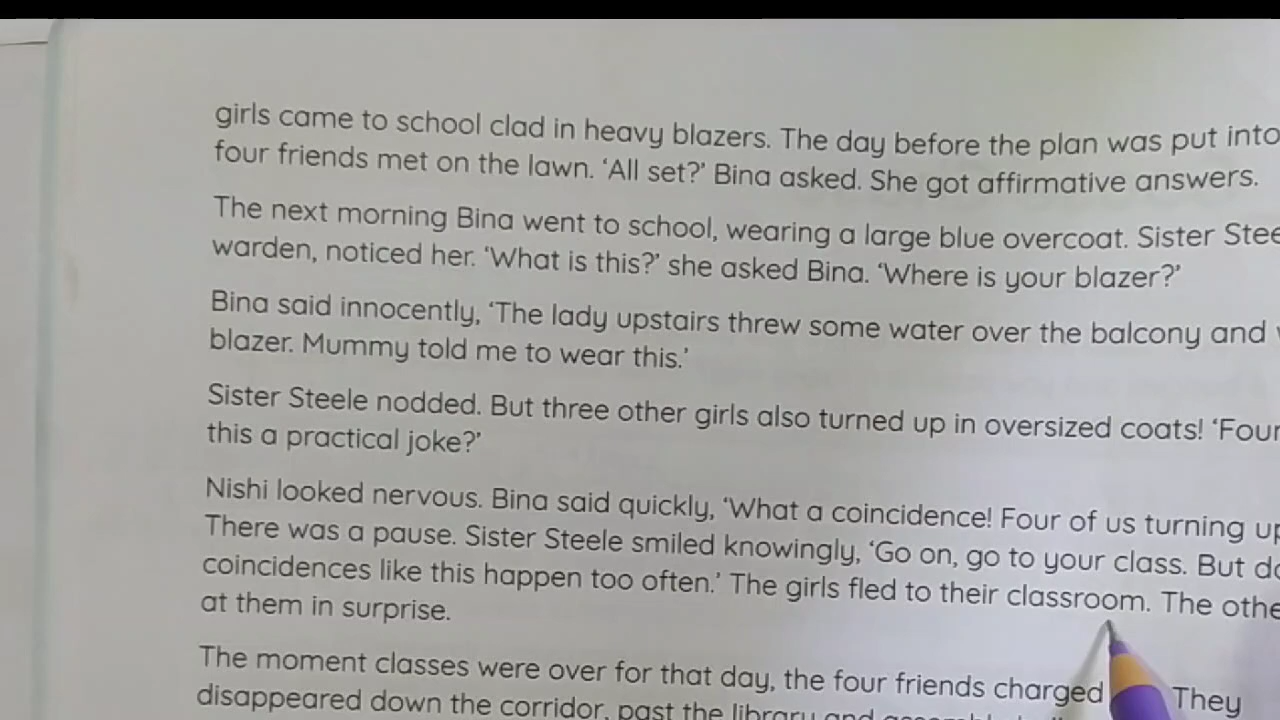 girls came to school clad in heavy blazers. The day before the plan was put into
four friends met on the lawn. ‘All set?’ Bina asked. She got affirmative answers.
The next morning Bina went to school, wearing a large blue overcoat. Sister Stee
warden, noticed her. ‘What is this?’ she asked Bina. ‘Where is your blazer?’
Bina said innocently, ‘The lady upstairs threw some water over the balcony and
blazer. Mummy told me to wear this.’
Sister Steele nodded. But three other girls also turned up in oversized coats! ‘Four
this a practical joke?’
Nishi looked nervous. Bina said quickly, ‘What a coincidence! Four of us turning up
There was a pause. Sister Steele smiled knowingly, ‘Go on, go to your class. But do
coincidences like this happen too often.’ The girls fled to their classroom. The othe
at them in surprise.
The moment classes were over for that day, the four friends charged They
disappeared down the corridor, past the library and